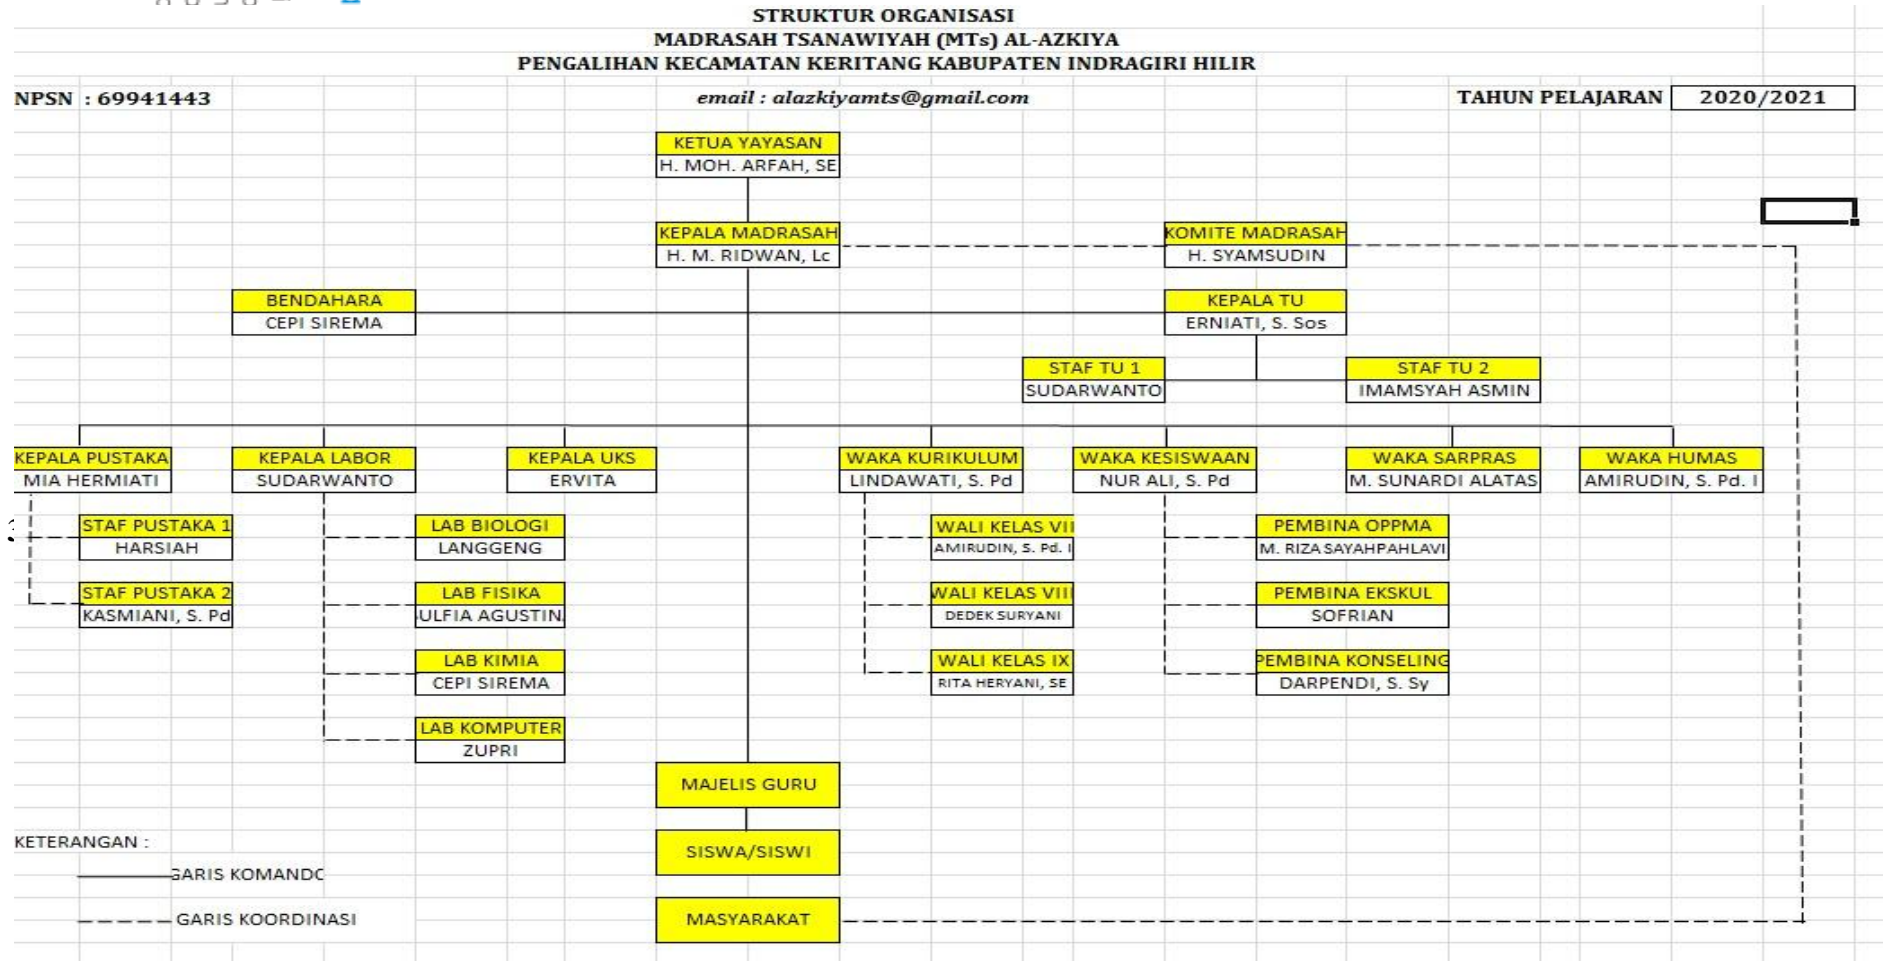 STRUKTUR ORGANISASI
MADRASAH TSANAWIYAH (MTs) AL-AZKIYA
PENGALIHAN KECAMATAN KERITANG KABUPATEN INDRAGIRI HILIR
NPSN : 69941443
email : alazkiyamts@gmail.com
TAHUN PELAJARAN 2020/2021
KETUA YAYASAN
H. MOH. ARFAH, SE
KEPALA MADRASAH
H. M. RIDWAN, Lc
KOMITE MADRASAH
H. SYAMSUDIN
BENDAHARA
CEPI SIREMA
KEPALA TU
ERNIATI, S. Sos
STAF TU 1
SUDARWANTO
STAF TU 2
IMAMSYAH ASMIN
KEPALA PUSTAKA
MIA HERMIATI
KEPALA LABOR
SUDARWANTO
KEPALA UKS
ERVITA
WAKA KURIKULUM
LINDAWATI, S. Pd
WAKA KESISWAAN
NUR ALI, S. Pd
WAKA SARPRAS
M. SUNARDI ALATAS
WAKA HUMAS
AMIRUDIN, S. Pd. I
STAF PUSTAKA 1
HARSIAH
STAF PUSTAKA 2
KASMIANI, S. Pd
LAB BIOLOGI
LANGGENG
LAB FISIKA
ULFIA AGUSTIN
LAB KIMIA
CEPI SIREMA
LAB KOMPUTER
ZUPRI
WALI KELAS VII
AMIRUDIN, S. Pd. I
WALI KELAS VIII
DEDEK SURYANI
WALI KELAS IX
RITA HERYANI, SE
PEMBINA OPPMA
M. RIZA SAYAHPAHLAVI
PEMBINA EKSKUL
SOFRIAN
PEMBINA KONSELING
DARPENDI, S. Sy
MAJELIS GURU
SISWA/SISWI
MASYARAKAT
KETERANGAN :
GARIS KOMANDO
GARIS KOORDINASI